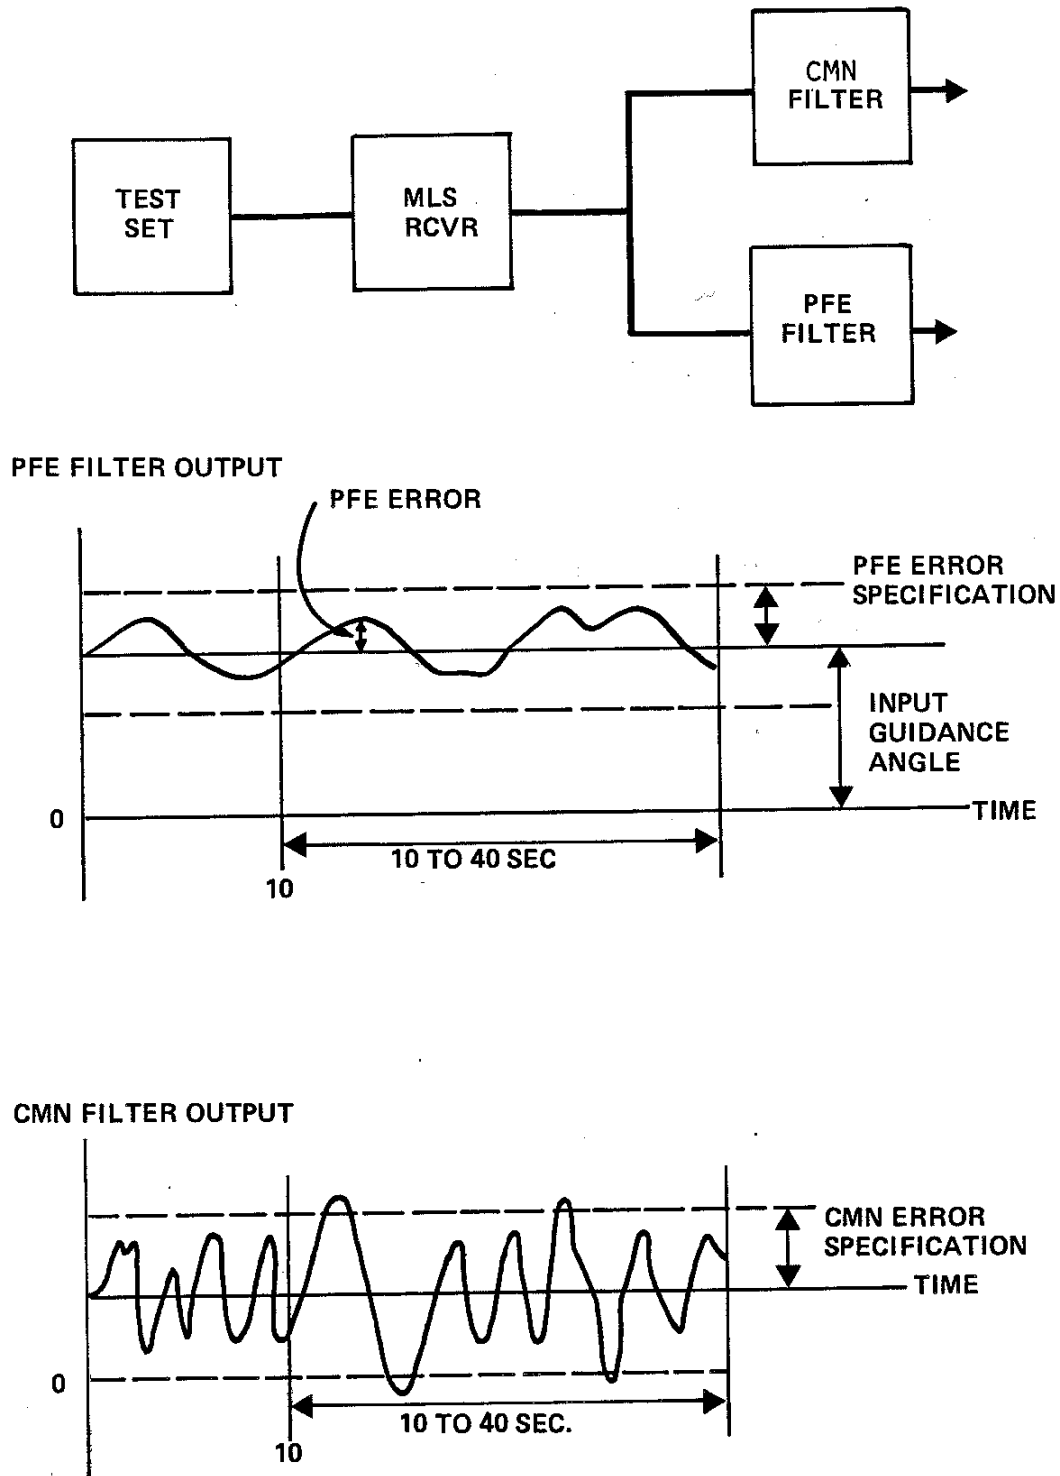 CMN
FILTER
TEST
SET
MLS
RCVR
PFE
FILTER
PFE FILTER OUTPUT
PFE ERROR
PFE ERROR
SPECIFICATION
INPUT
GUIDANCE
ANGLE
0
TIME
10 TO 40 SEC
10
CMN FILTER OUTPUT
CMN ERROR
SPECIFICATION
TIME
0
10 TO 40 SEC.
10